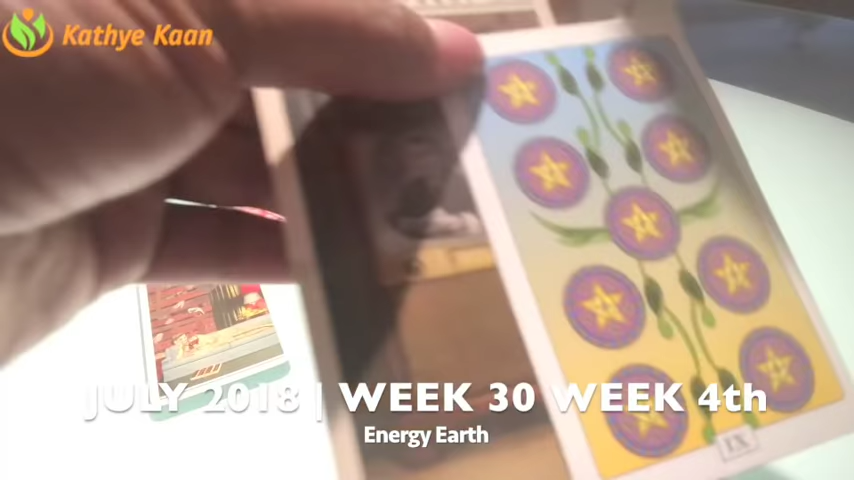 Kathye Kaan
JULY 2018 | WEEK 30 WEEK 4th
Energy Earth
IX